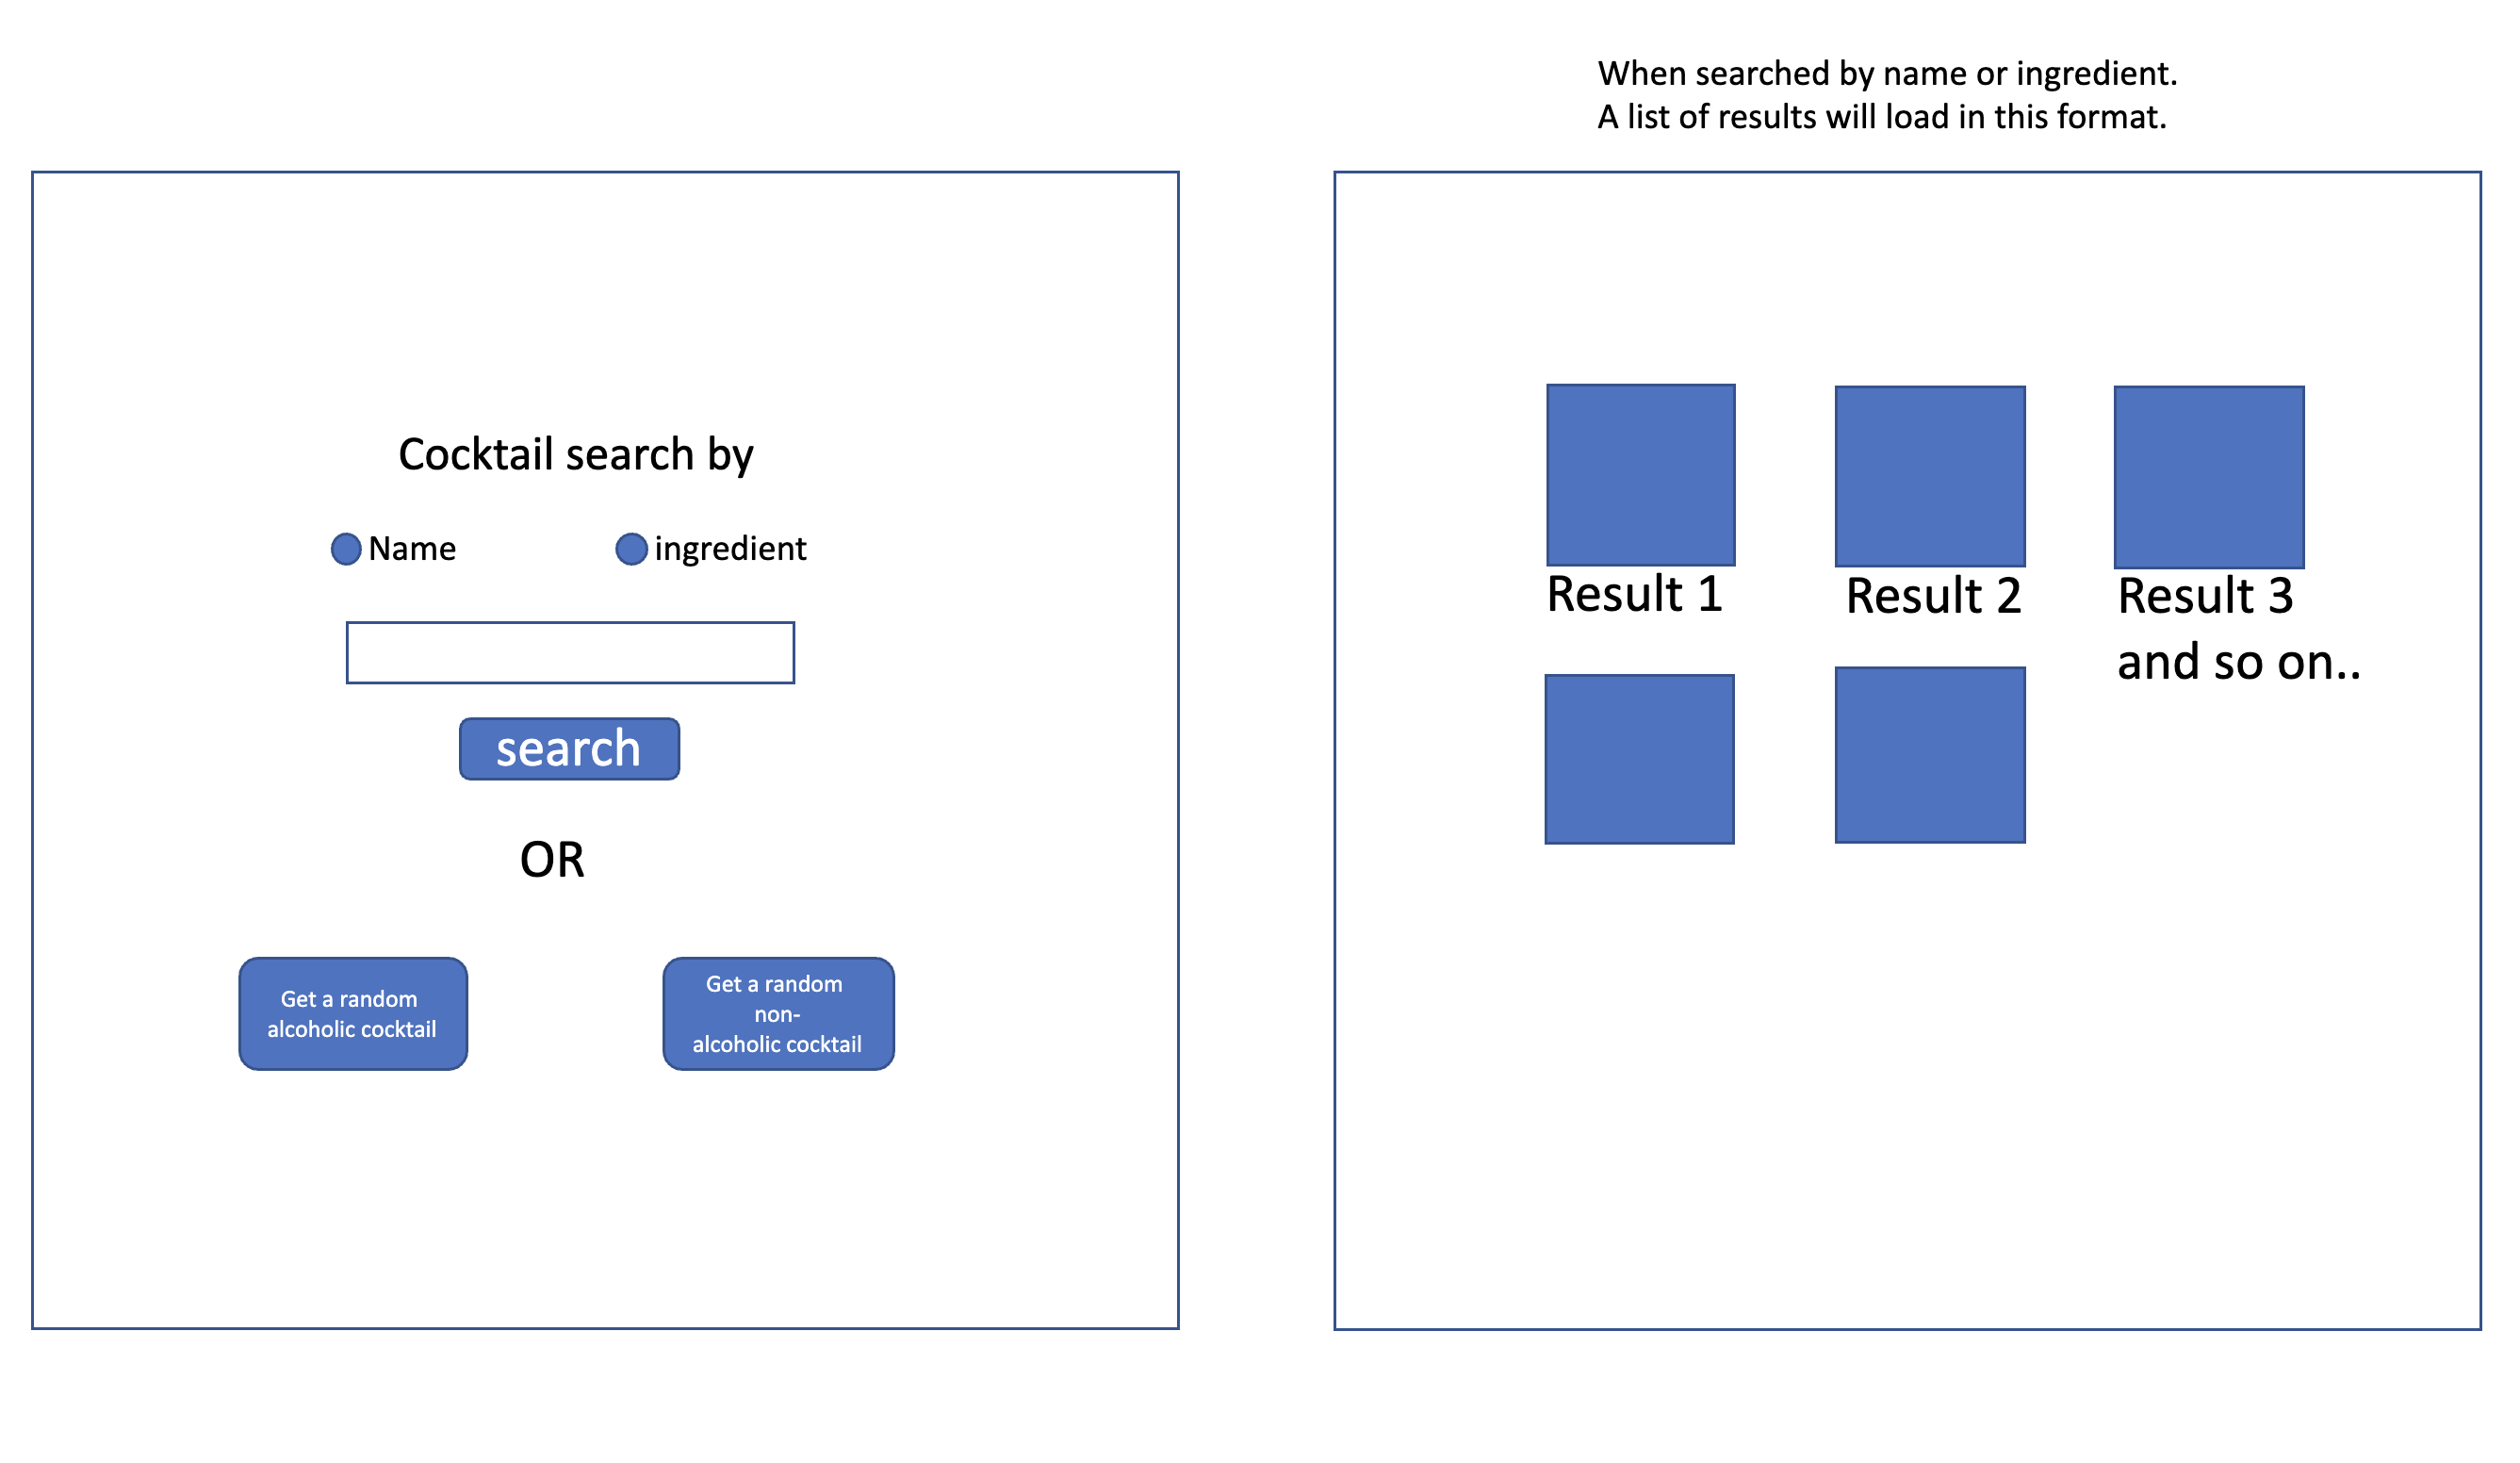 When searched by name or ingredient.
A list of results will load in this format.
Cocktail search by
Name
ingredient
search
OR
Get a random
alcoholic cocktail
Get a random
non-
alcoholic cocktail
Result 1
Result 2
Result 3
and so on..